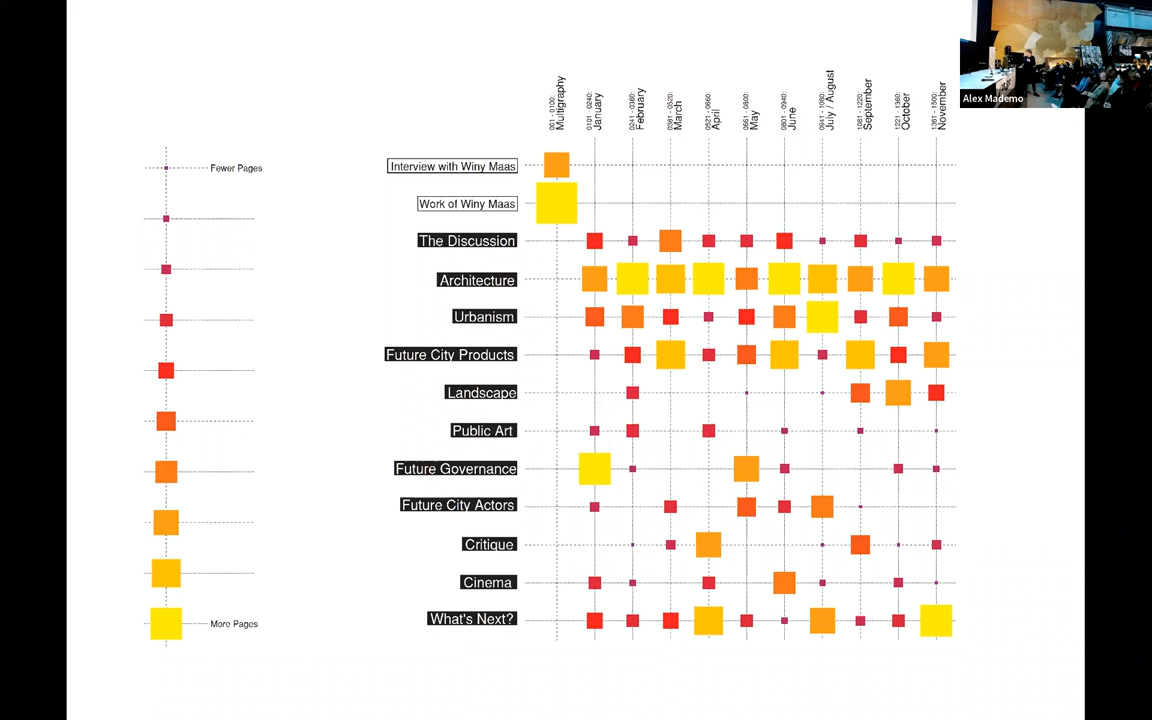 Alex Mademo
001 - 0100:
Multigraphy
0101 - 0240:
January
0241 - 0380:
February
0381 - 0520:
March
0521 - 0660:
April
0661 - 0800:
May
0801 - 0940:
June
0941 - 1080:
July / August
1081 - 1220:
September
1221 - 1360:
October
1361 - 1500:
November
Fewer Pages
More Pages
Interview with Winy Maas
Work of Winy Maas
The Discussion
Architecture
Urbanism
Future City Products
Landscape
Public Art
Future Governance
Future City Actors
Critique
Cinema
What's Next?